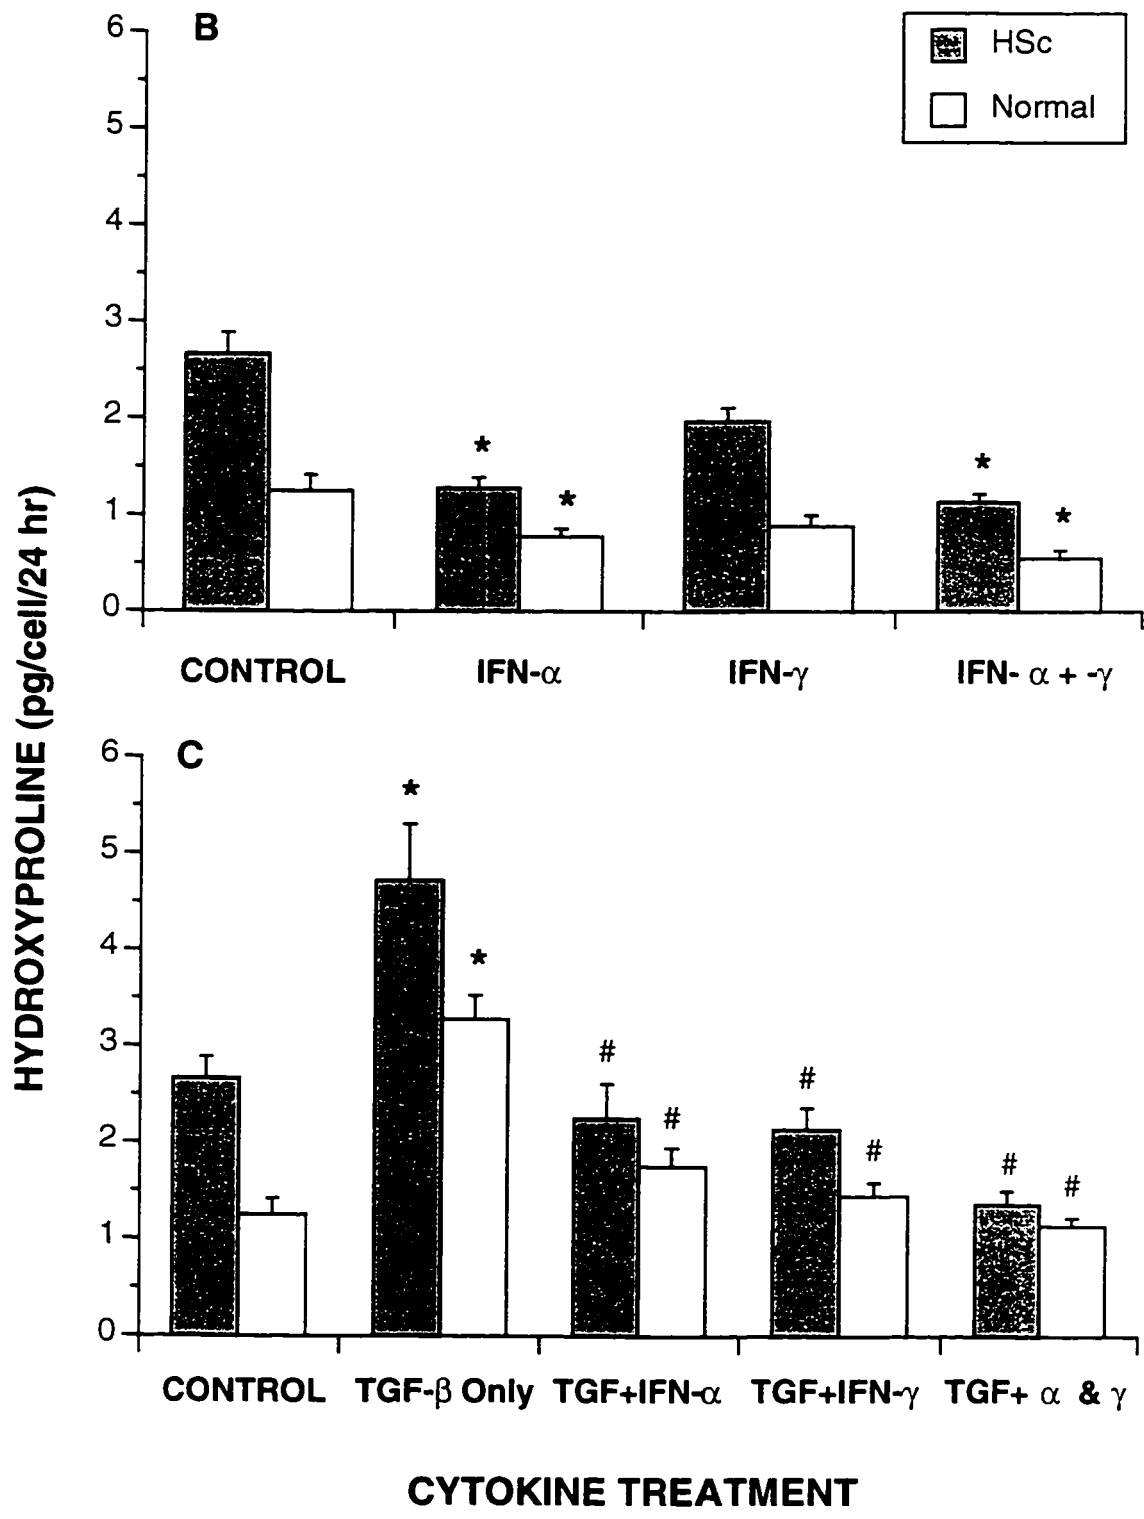 B
HSc
Normal
6
5
4
3
2
1
0
* * * *
CONTROL IFN-α IFN-γ IFN- α + -γ
HYDROXYPROLINE (pg/cell/24 hr)
C
6
5
4
3
2
1
0
* *
# # # # # #
CONTROL TGF-β Only TGF+IFN-α TGF+IFN-γ TGF+ α & γ
CYTOKINE TREATMENT